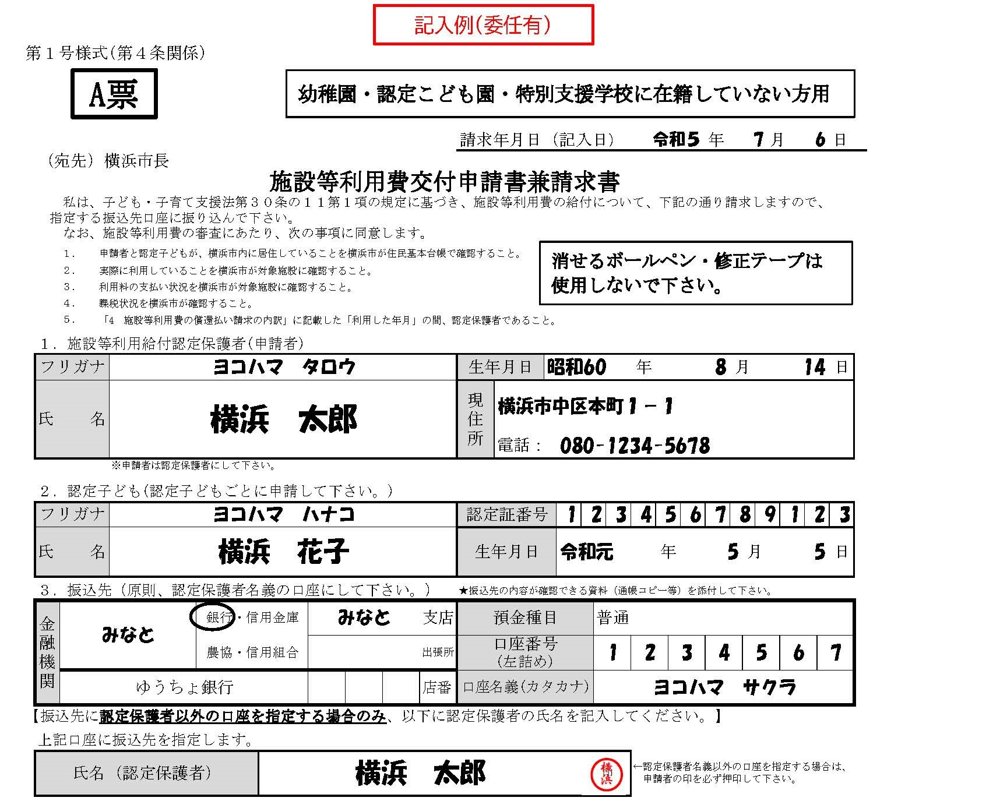 記入例(委任有)
第１号様式(第４条関係)
A票
幼稚園・認定こども園・特別支援学校に在籍していない方用
請求年月日（記入日） 令和5 年 7 月 6 日
（宛先）横浜市長
施設等利用費交付申請書兼請求書
私は、子ども・子育て支援法第３０条の１１第１項の規定に基づき、施設等利用費の給付について、下記の通り請求しますので、
指定する振込先口座に振り込んで下さい。
なお、施設等利用費の審査にあたり、次の事項に同意します。
１． 申請者と認定子どもが、横浜市内に居住していることを横浜市が住民基本台帳で確認すること。
２． 実際に利用していることを横浜市が対象施設に確認すること。
３． 利用料の支払い状況を横浜市が対象施設に確認すること。
４． 課税状況を横浜市が確認すること。
５． 「4　施設等利用費の償還払い請求の内訳」に記載した「利用した年月」の間、認定保護者であること。
消せるボールペン・修正テープは
使用しないで下さい。
１．施設等利用給付認定保護者(申請者)
フリガナ ヨコハマ　タロウ 生年月日 昭和60 年 8 月 14 日
氏　名 横浜　太郎 現住所 横浜市中区本町１－１
電話： 080-1234-5678
※申請者は認定保護者にして下さい。
２．認定子ども(認定子どもごとに申請して下さい。)
フリガナ ヨコハマ　ハナコ 認定証番号 1 2 3 4 5 6 7 8 9 1 2 3
氏　名 横浜　花子 生年月日 令和元 年 5 月 5 日
３．振込先（原則、認定保護者名義の口座にして下さい。） ★振込先の内容が確認できる資料（通帳コピー等）を添付して下さい。
金融機関 みなと 銀行・信用金庫 みなと 支店 預金種目 普通
農協・信用組合 出張所 口座番号 1 2 3 4 5 6 7
(左詰め)
ゆうちょ銀行 店番 口座名義(カタカナ) ヨコハマ　サクラ
【振込先に認定保護者以外の口座を指定する場合のみ、以下に認定保護者の氏名を記入してください。】
上記口座に振込先を指定します。
氏名（認定保護者） 横浜　太郎 横浜 ←認定保護者名義以外の口座を指定する場合は、
申請者の印を必ず押印して下さい。